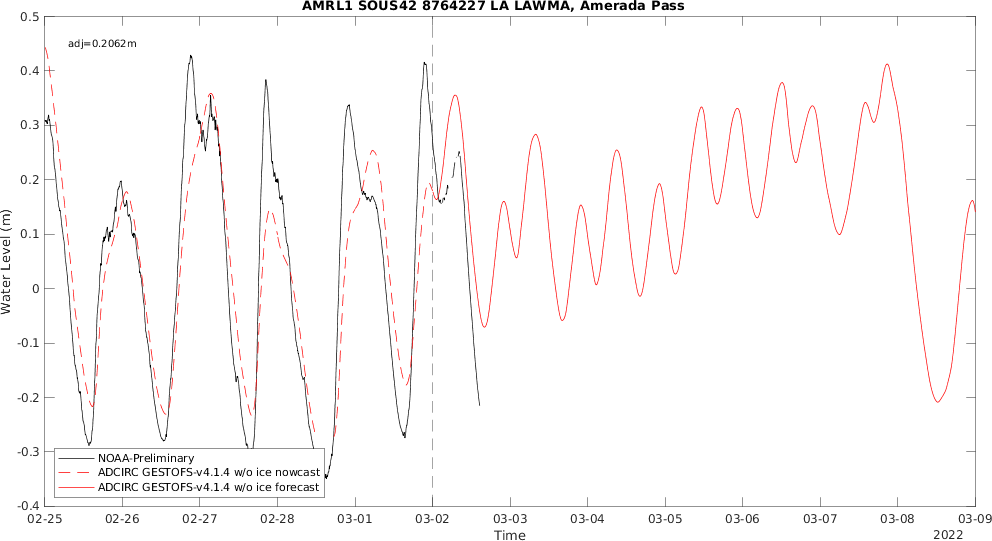 AMRL1 SOUS42 8764227 LA LAWMA, Amerada Pass
adj=0.2062m
Water Level (m)
0.5
0.4
0.3
0.2
0.1
0
-0.1
-0.2
-0.3
-0.4
NOAA-Preliminary
ADCIRC GESTOFS-v4.1.4 w/o ice nowcast
ADCIRC GESTOFS-v4.1.4 w/o ice forecast
02-25 02-26 02-27 02-28 03-01 03-02 03-03 03-04 03-05 03-06 03-07 03-08 03-09
Time
2022